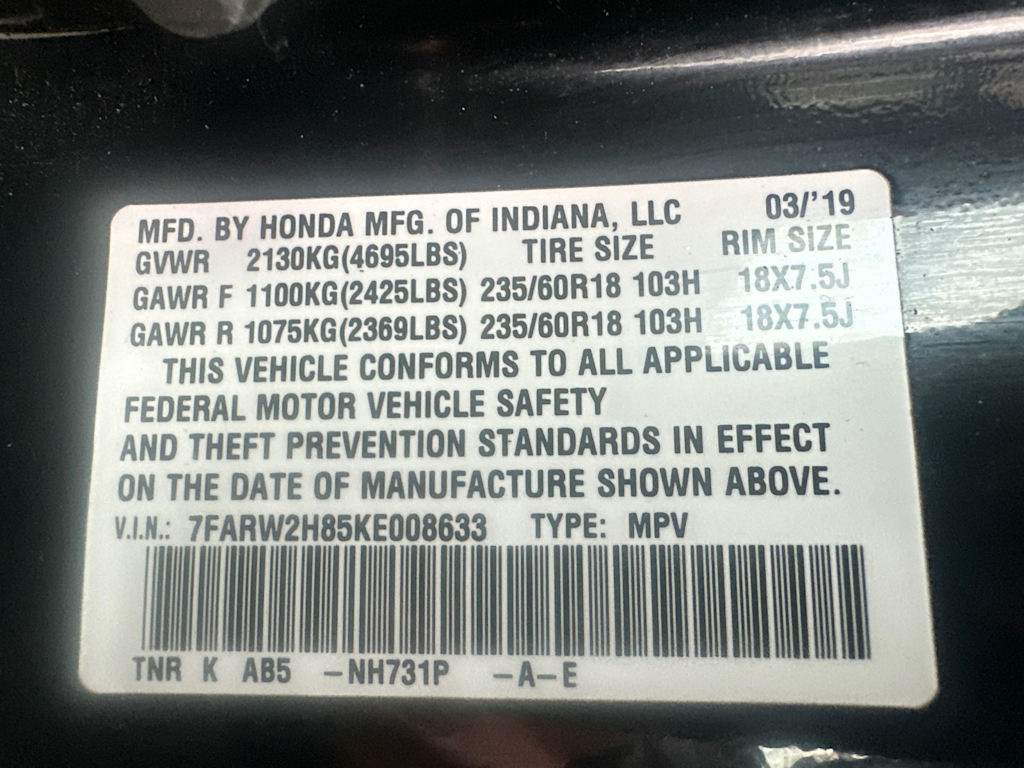 MFD. BY HONDA MFG. OF INDIANA, LLC 03/'19
GVWR 2130KG(4695LBS) TIRE SIZE RIM SIZE
GAWR F 1100KG(2425LBS) 235/60R18 103H 18X7.5J
GAWR R 1075KG(2369LBS) 235/60R18 103H 18X7.5J
THIS VEHICLE CONFORMS TO ALL APPLICABLE
FEDERAL MOTOR VEHICLE SAFETY
AND THEFT PREVENTION STANDARDS IN EFFECT
ON THE DATE OF MANUFACTURE SHOWN ABOVE.
V.I.N.: 7FARW2H85KE008633 TYPE: MPV
TNR K AB5 -NH731P -A-E